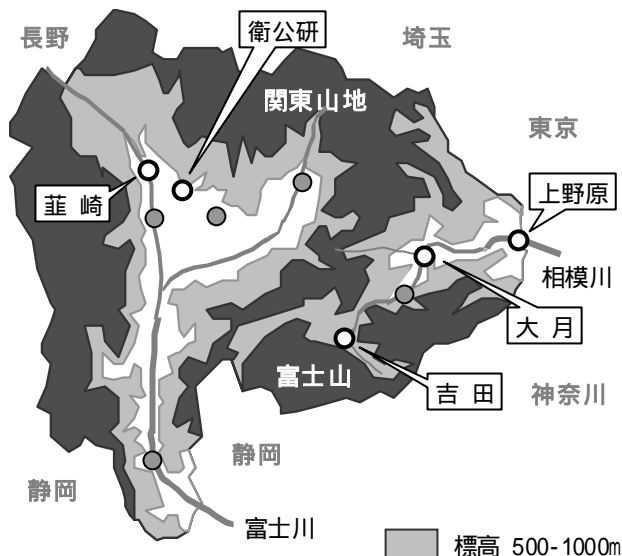 長野
衛公研
埼玉
関東山地
東京
韮崎
上野原
相模川
大月
富士山
吉田
神奈川
静岡
静岡
富士川
標高 500-1000m